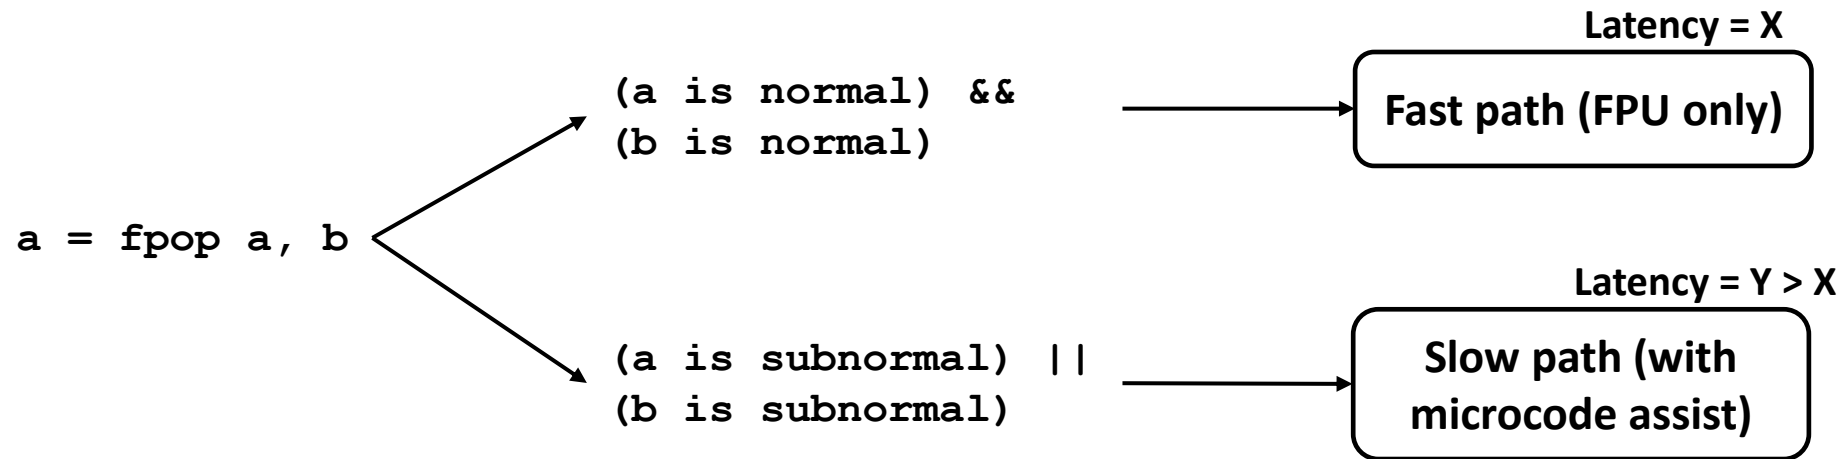 a = fpop a, b
(a is normal) &&
(b is normal)
Latency = X
Fast path (FPU only)
(a is subnormal) ||
(b is subnormal)
Latency = Y > X
Slow path (with
microcode assist)